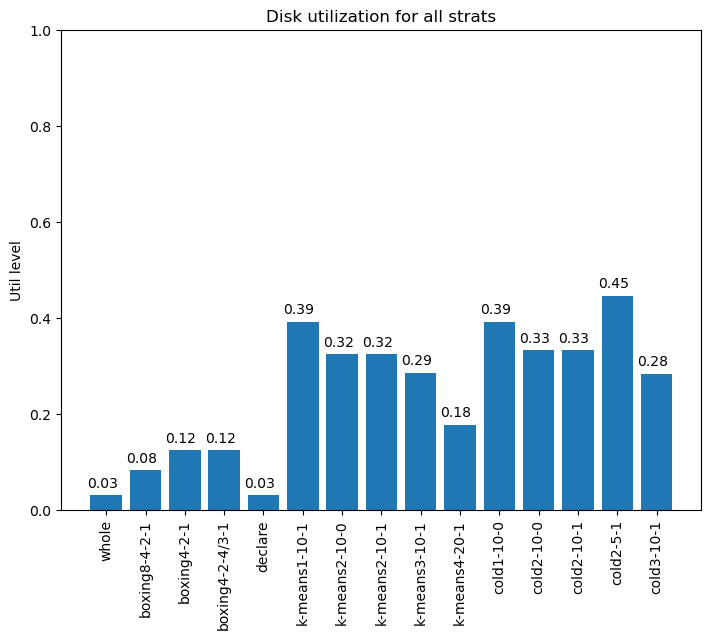 Disk utilization for all strats
Util level
1.0
0.8
0.6
0.4
0.2
0.0
0.03
0.08
0.12
0.12
0.03
0.39
0.32
0.32
0.29
0.18
0.39
0.33
0.33
0.45
0.28
whole
boxing8-4-2-1
boxing4-2-1
boxing4-2-4/3-1
declare
k-means1-10-1
k-means2-10-0
k-means2-10-1
k-means3-10-1
k-means4-20-1
cold1-10-0
cold2-10-0
cold2-10-1
cold2-5-1
cold3-10-1